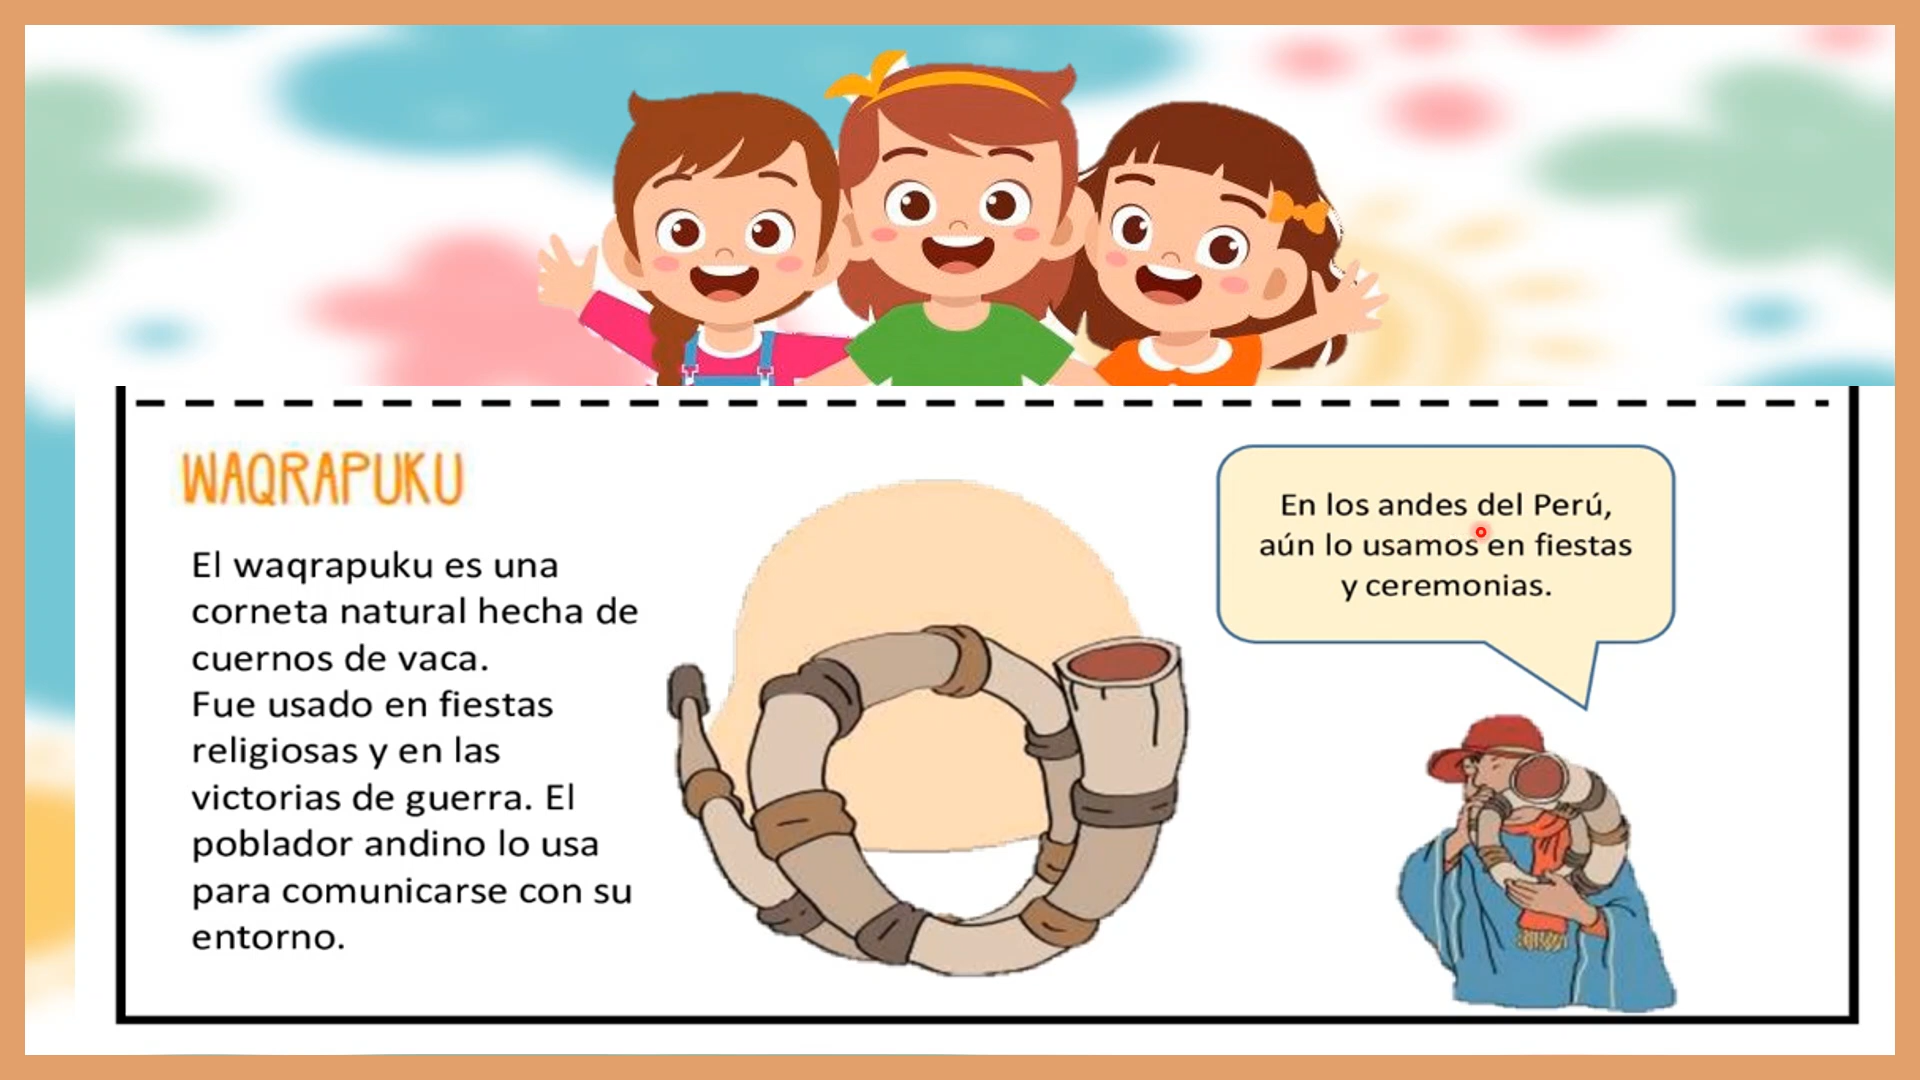 WAQRAPUKU
El waqrapuku es una
corneta natural hecha de
cuernos de vaca.
Fue usado en fiestas
religiosas y en las
victorias de guerra. El
poblador andino lo usa
para comunicarse con su
entorno.
En los andes del Perú,
aún lo usamos en fiestas
y ceremonias.